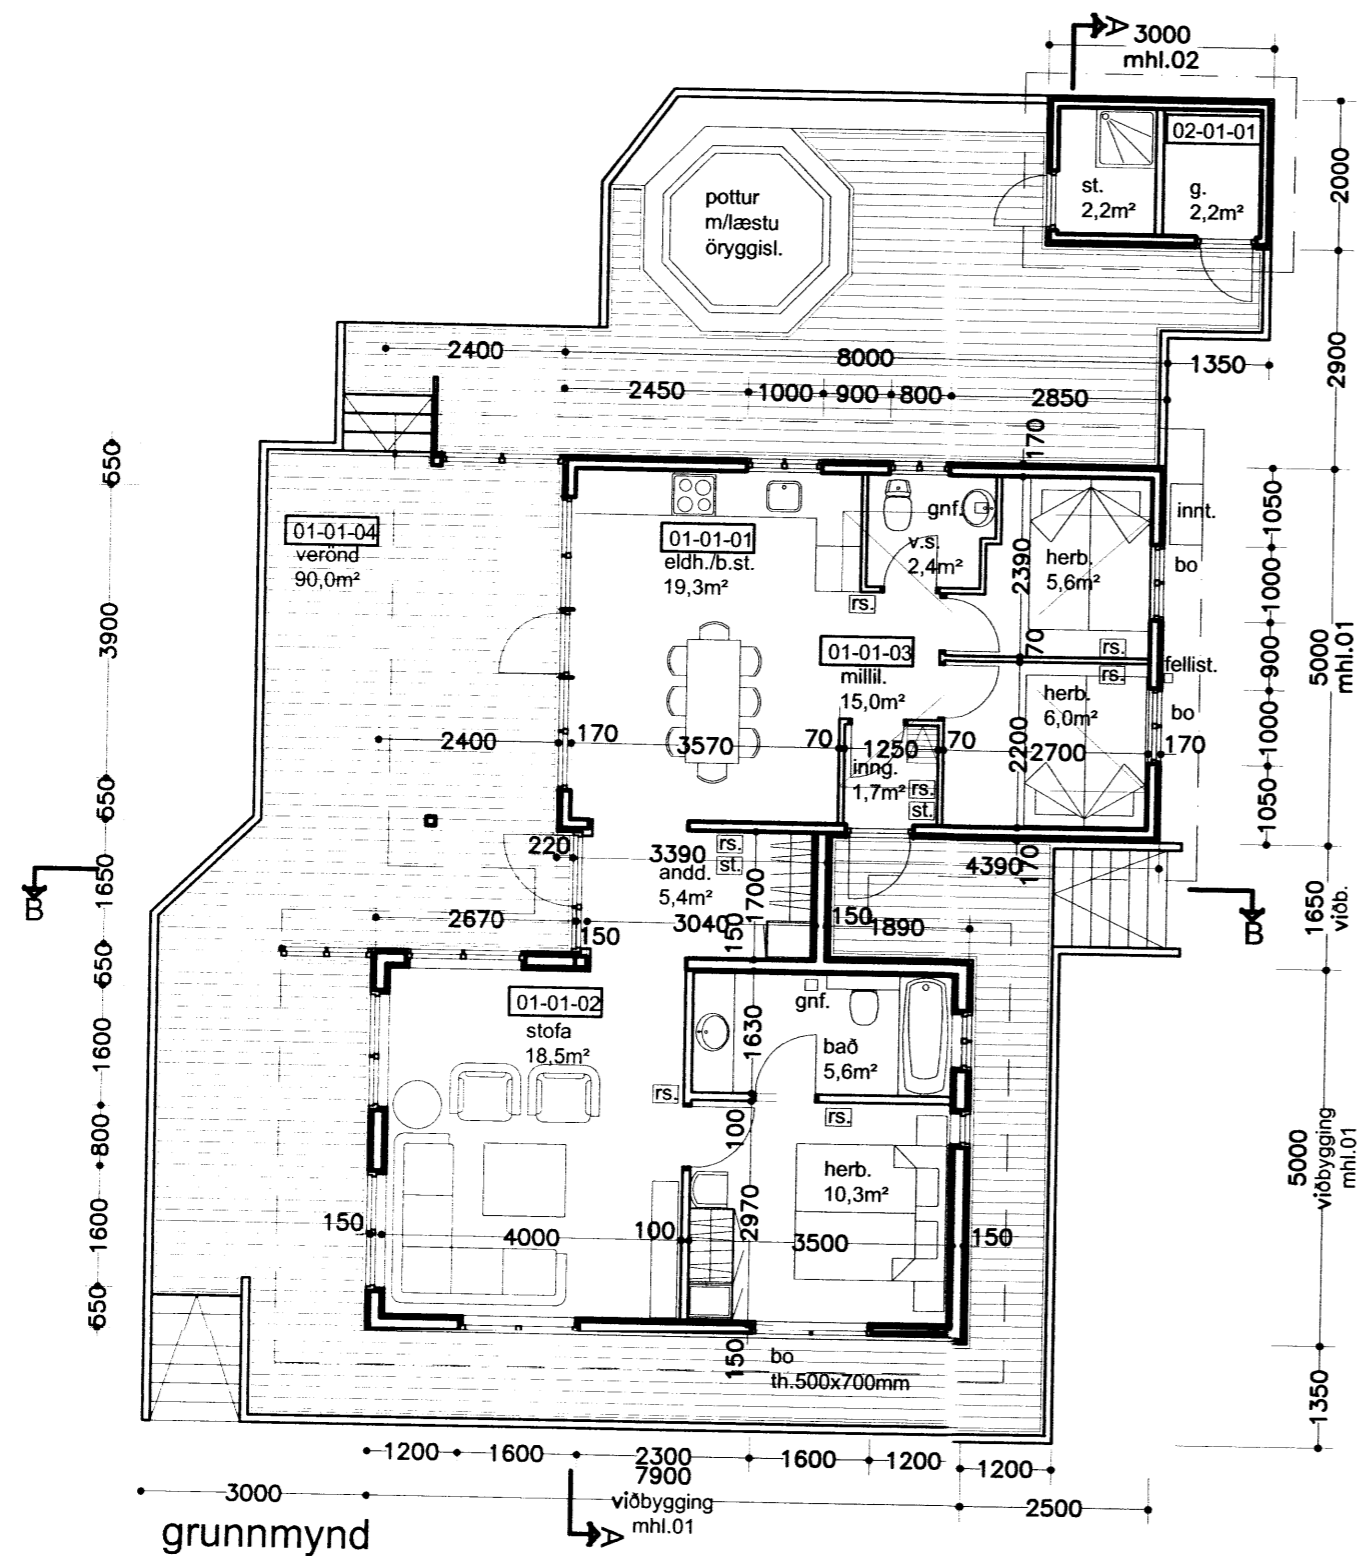 A
3000
mhl.02
02-01-01
st.
2,2m²
g.
2,2m²
2000
pottur
m/læstu
öryggisl.
2400
8000
1350
2900
2450
1000
900
800
2850
170
550
3900
550
1650
550
1600
800
1600
550
01-01-04
verönd
90,0m²
01-01-01
eldh./b.st.
19,3m²
gnf.
v.s.
2,4m²
rs.
2390
herb.
5,6m²
rs.
innt.
bo
1050
1000
900
1000
1050
5000
mhl.01
70
01-01-03
millil.
15,0m²
rs.
herb.
6,0m²
fellist.
bo
2400
170
3570
70
1250
70
2200
2700
170
inng.
1,7m²
rs.
st.
220
3390
andd.
5,4m²
rs.
st.
1700
4390
170
B
B
1650
viðb.
2670
150
3040
150
150
1890
01-01-02
stofa
18,5m²
gnf.
1630
bað
5,6m²
rs.
100
rs.
herb.
10,3m²
2970
5000
viðbygging
mhl.01
150
4000
100
3500
150
150
bo
th.500x700mm
1350
1200
1600
2300
1600
1200
1200
7900
viðbygging
mhl.01
3000
2500
A
grunnmynd